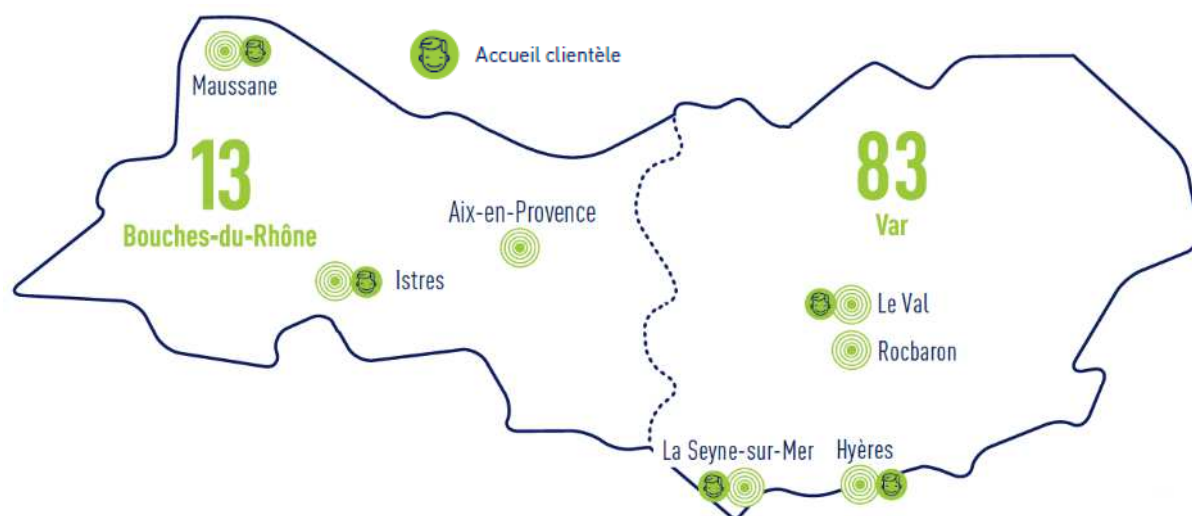 Accueil clientèle
Maussane
13
Bouches-du-Rhône
83
Var
Aix-en-Provence
Istres
Le Val
Rocbaron
La Seyne-sur-Mer
Hyères